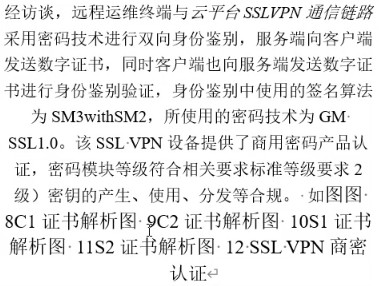 经访谈，远程运维终端与云平台SSLVPN通信链路
采用密码技术进行双向身份鉴别，服务端向客户端
发送数字证书，同时客户端也向服务端发送数字证
书进行身份鉴别验证，身份鉴别中使用的签名算法
为 SM3withSM2，所使用的密码技术为 GM
SSL1.0。该 SSL VPN 设备提供了商用密码产品认
证，密码模块等级符合相关要求标准等级要求 2
级）密钥的产生、使用、分发等合规。 如图图
8C1 证书解析图 9C2 证书解析图 10S1 证书
解析图 11S2 证书解析图 12 SSL VPN 商密
认证